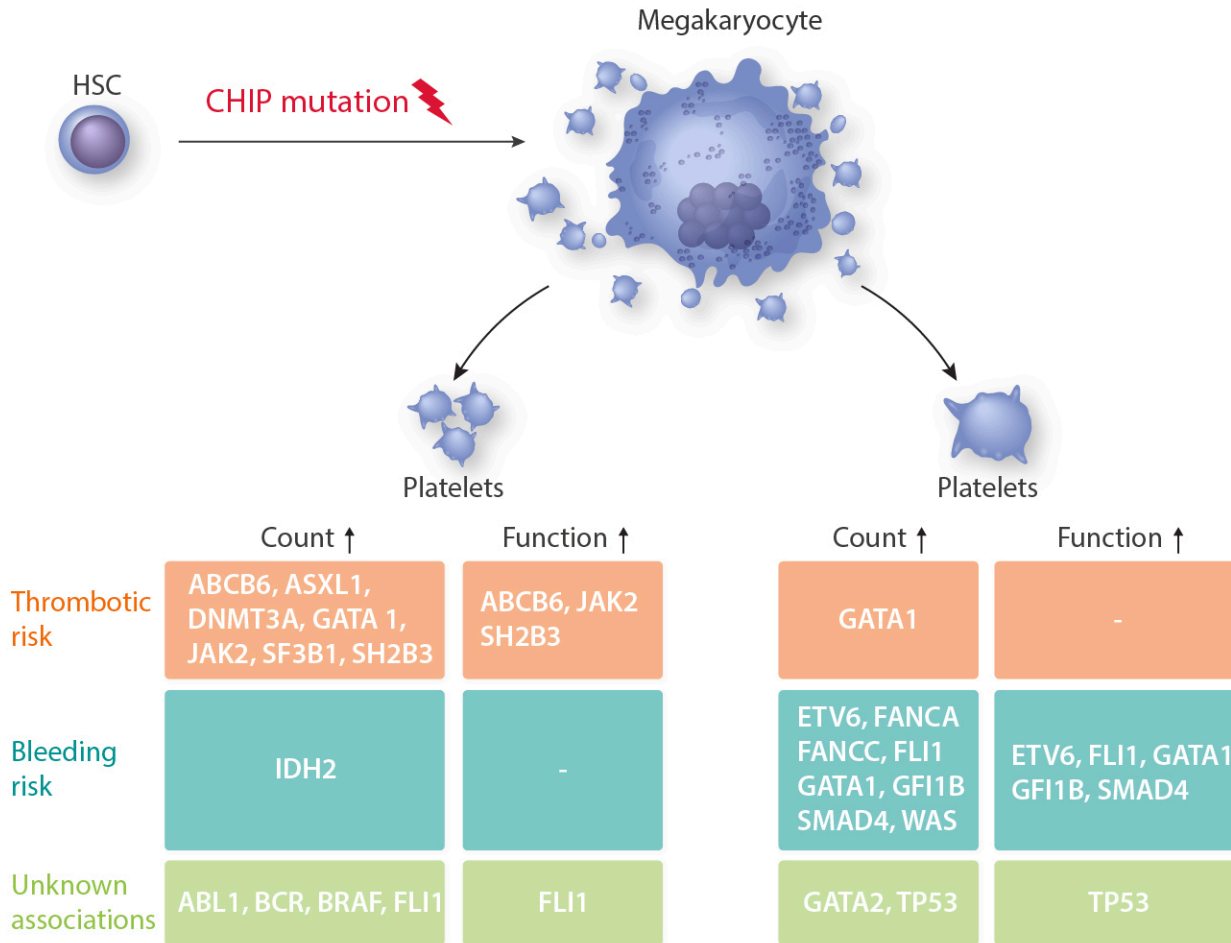 Megakaryocyte
HSC
CHIP mutation
Platelets
Platelets
Count ↑
Function ↑
Count ↑
Function ↑
Thrombotic
risk
ABCB6, ASXL1,
DNMT3A, GATA 1,
JAK2, SF3B1, SH2B3
ABCB6, JAK2
SH2B3
GATA1
-
Bleeding
risk
IDH2
-
ETV6, FANCA
FANCC, FLI1
GATA1, GFI1B
SMAD4, WAS
ETV6, FLI1, GATA1
GFI1B, SMAD4
Unknown
associations
ABL1, BCR, BRAF, FLI1
FLI1
GATA2, TP53
TP53